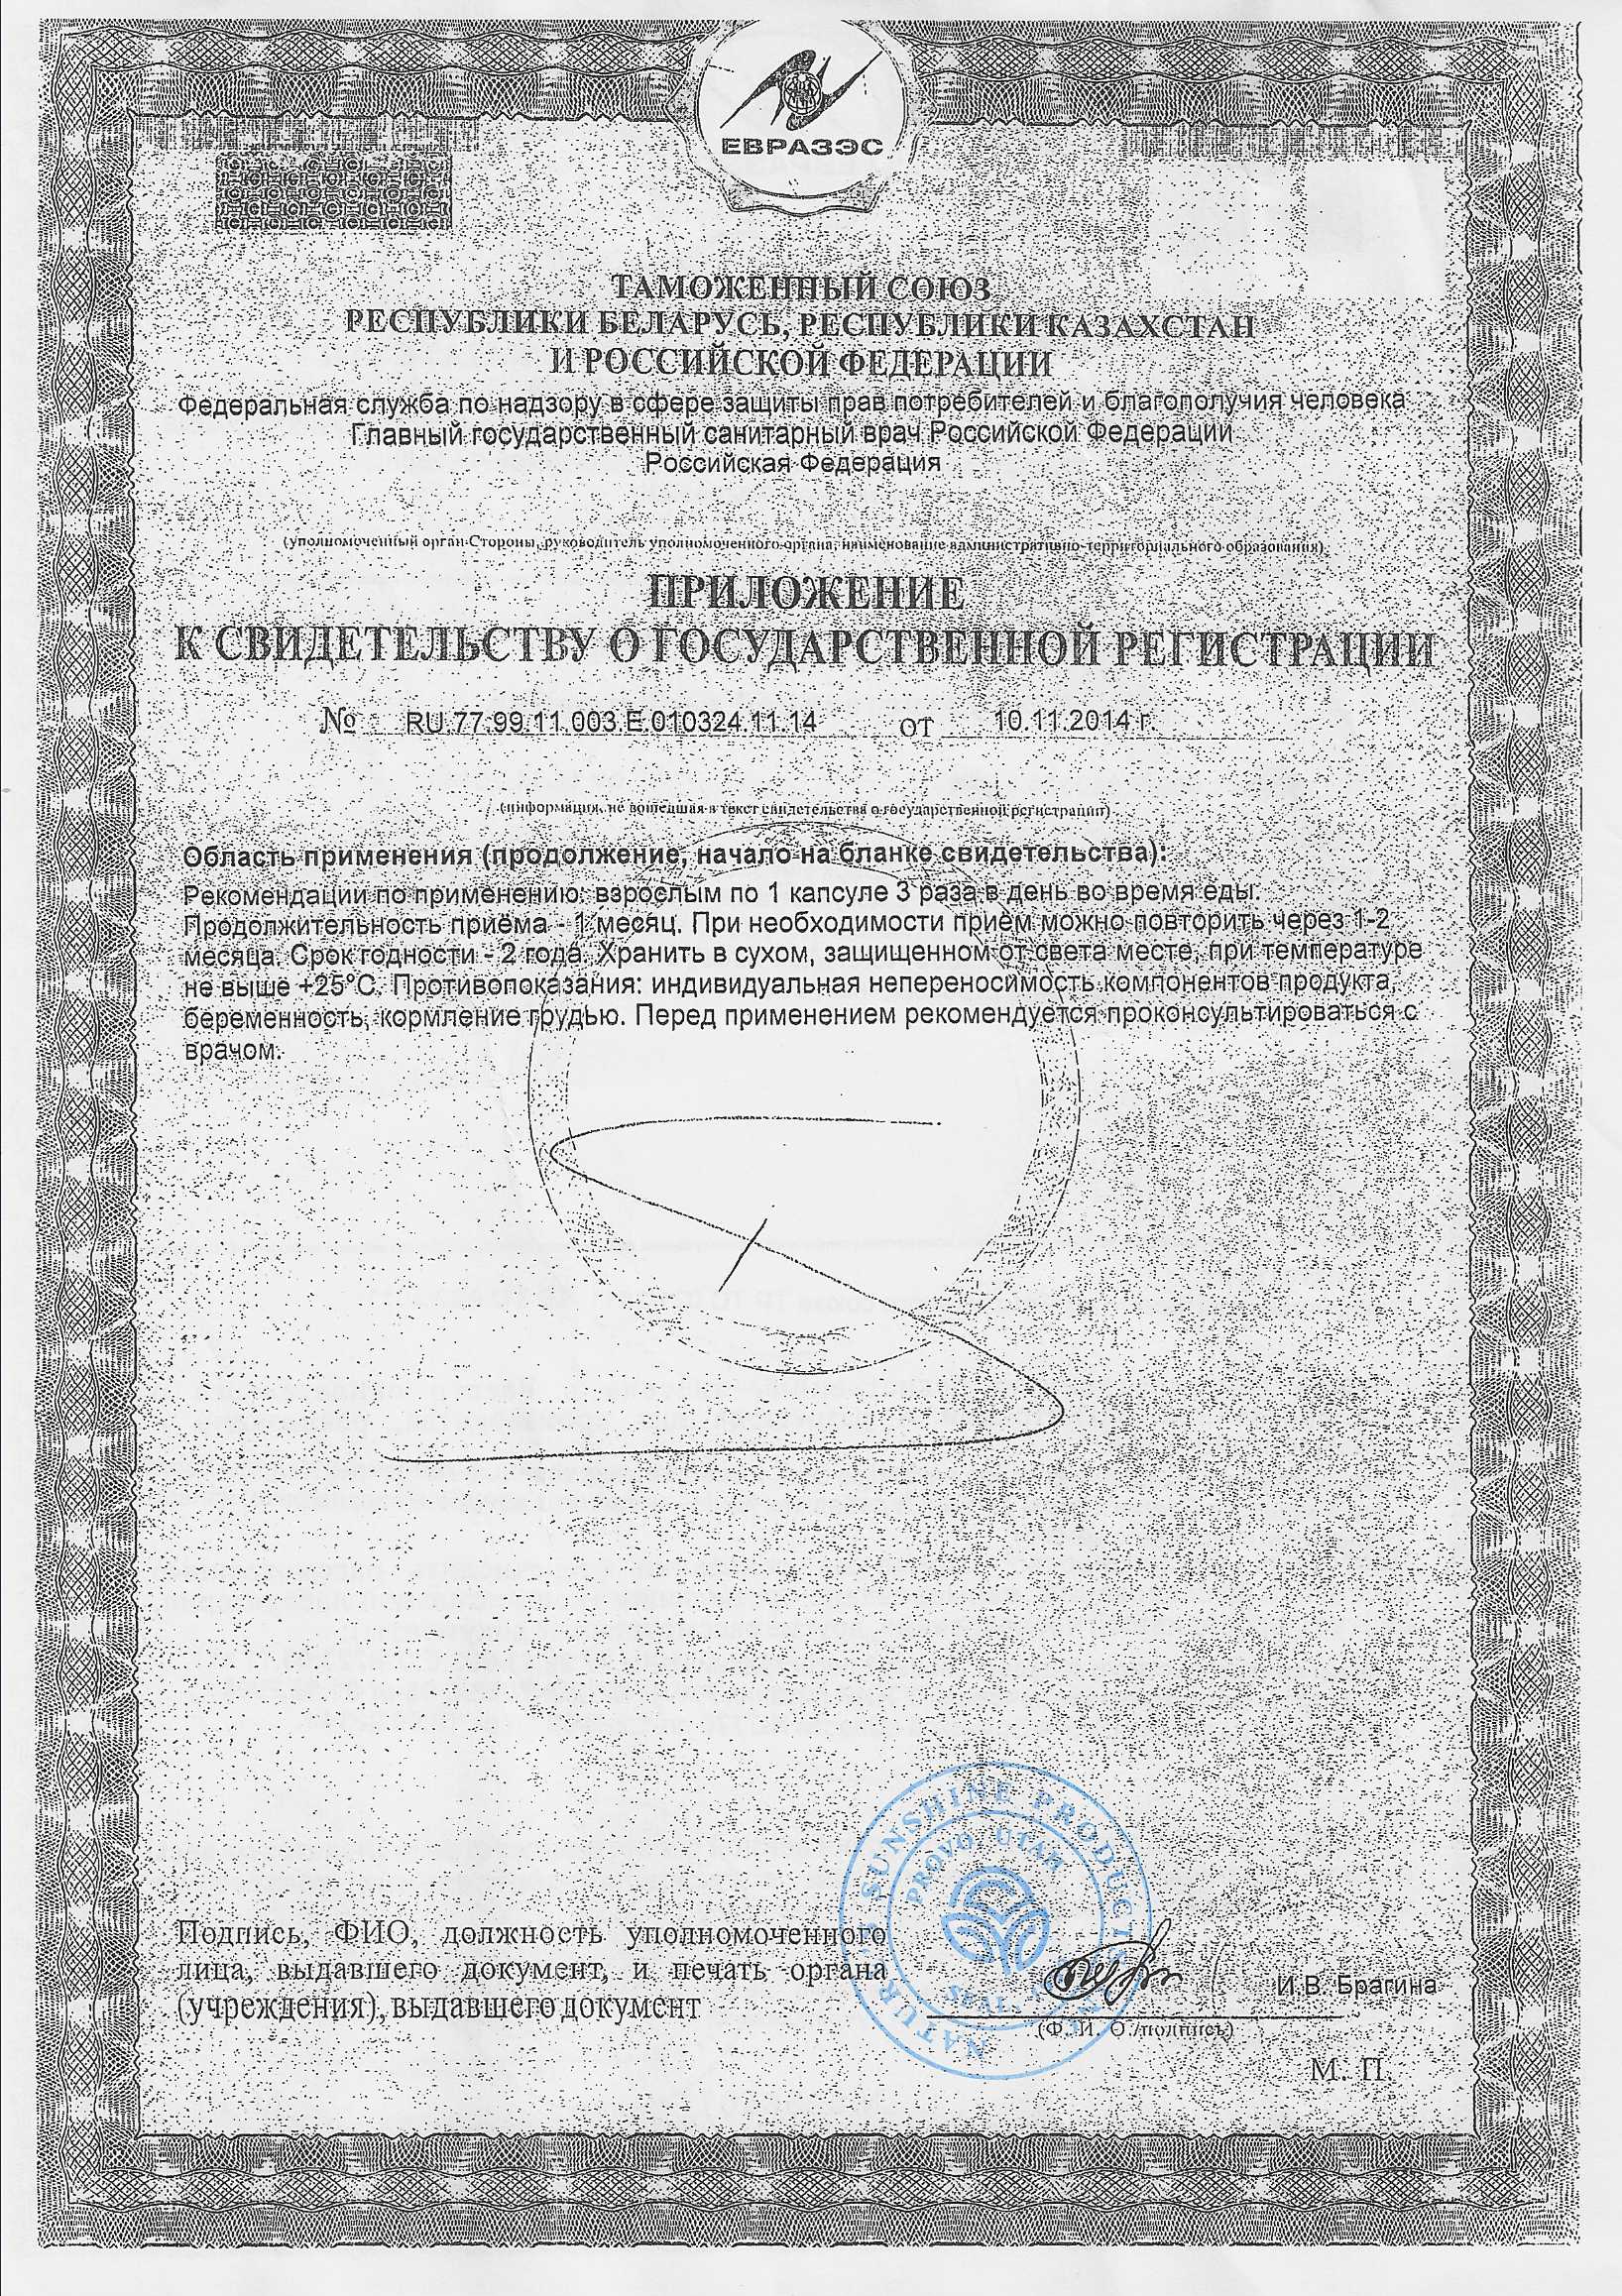 ЕВРАЗЭС
ТАМОЖЕННЫЙ СОЮЗ
РЕСПУБЛИКИ БЕЛАРУСЬ, РЕСПУБЛИКИ КАЗАХСТАН
И РОССИЙСКОЙ ФЕДЕРАЦИИ
Федеральная служба по надзору в сфере защиты прав потребителей и благополучия человека
Главный государственный санитарный врач Российской Федерации
Российская Федерация
(уполномоченный орган Стороны, руководитель уполномоченного органа, наименование административно-территориального образования)
ПРИЛОЖЕНИЕ
К СВИДЕТЕЛЬСТВУ О ГОСУДАРСТВЕННОЙ РЕГИСТРАЦИИ
№ RU.77.99.11.003.Е.010324.11.14 от 10.11.2014 г.
(информация, не вошедшая в текст свидетельства о государственной регистрации)
Область применения (продолжение, начало на бланке свидетельства):
Рекомендации по применению: взрослым по 1 капсуле 3 раза в день во время еды.
Продолжительность приёма - 1 месяц. При необходимости приём можно повторить через 1-2
месяца. Срок годности - 2 года. Хранить в сухом, защищенном от света месте, при температуре
не выше +25°С. Противопоказания: индивидуальная непереносимость компонентов продукта,
беременность, кормление грудью. Перед применением рекомендуется проконсультироваться с
врачом.
NATURE'S SUNSHINE PRODUCTS
PROVO, UTAH
Подпись, ФИО, должность уполномоченного
лица, выдавшего документ, и печать органа
(учреждения), выдавшего документ
И.В. Брагина
(Ф. И. О./подпись)
М. П.